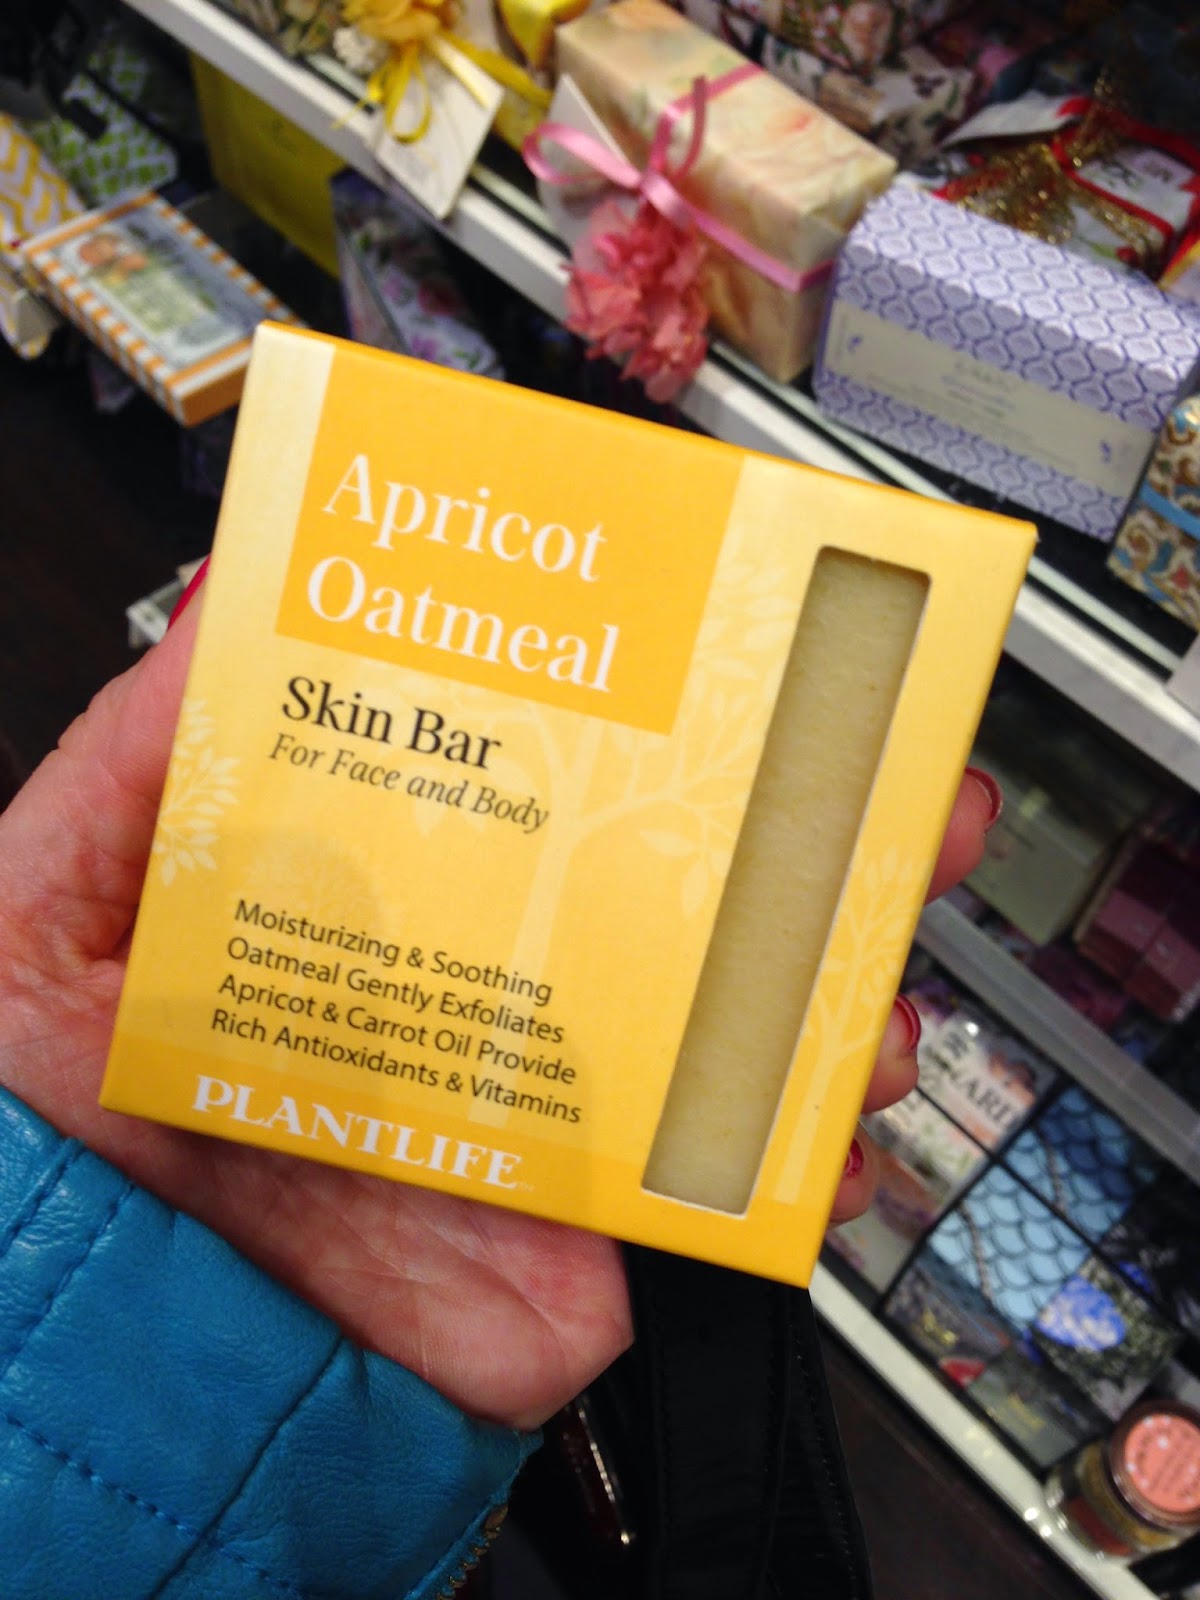 Apricot
Oatmeal
Skin Bar
For Face and Body
Moisturizing & Soothing
Oatmeal Gently Exfoliates
Apricot & Carrot Oil Provide
Rich Antioxidants & Vitamins
PLANTLIFE™